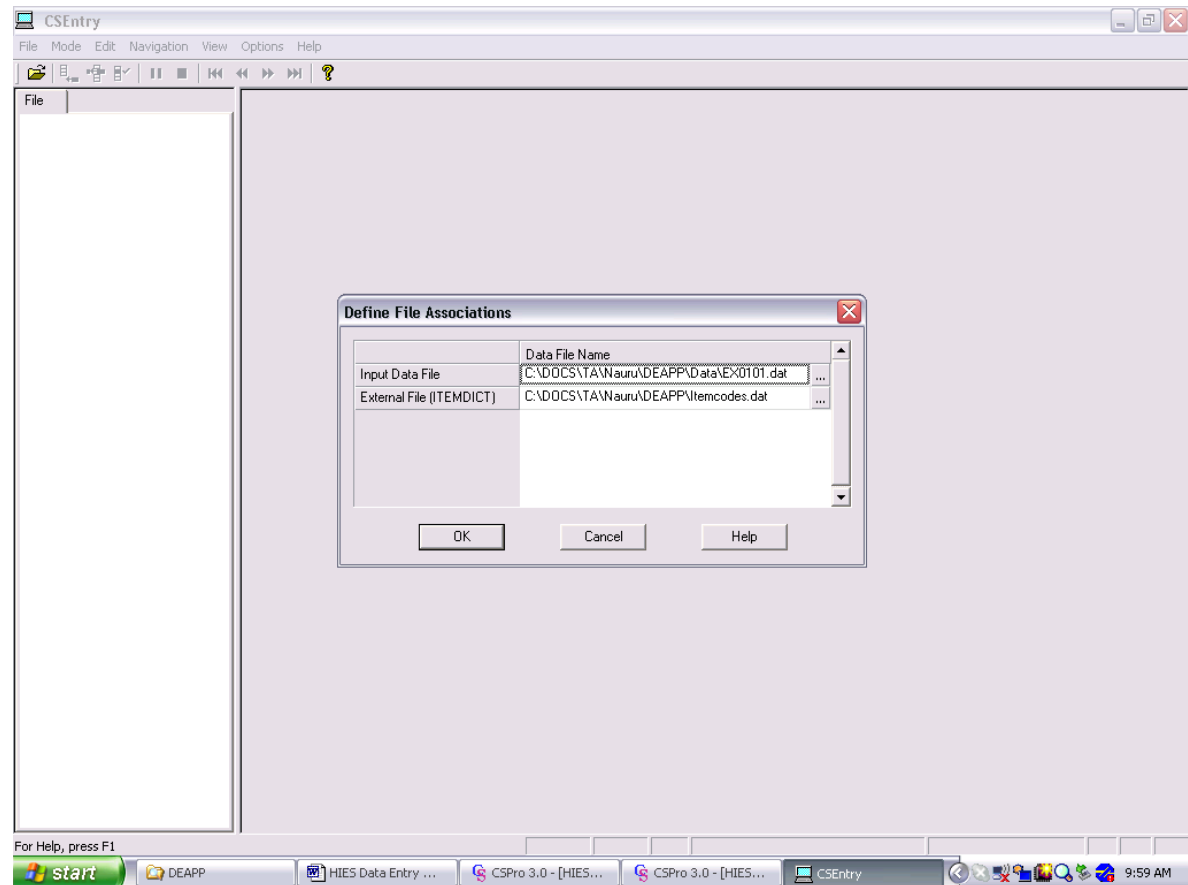 CSEntry
File Mode Edit Navigation View Options Help
File
Define File Associations
Data File Name
Input Data File C:\DOCS\TA\Nauru\DEAPP\Data\EX0101.dat ...
External File (ITEMDICT) C:\DOCS\TA\Nauru\DEAPP\Itemcodes.dat ...
OK Cancel Help
For Help, press F1
start DEAPP HIES Data Entry ... CSPro 3.0 - [HIES... CSPro 3.0 - [HIES... CSEntry 9:59 AM